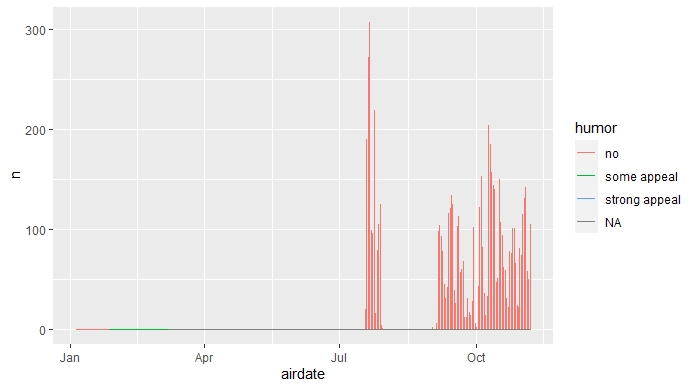 300
200
100
0
n
Jan
Apr
Jul
Oct
airdate
humor
no
some appeal
strong appeal
NA